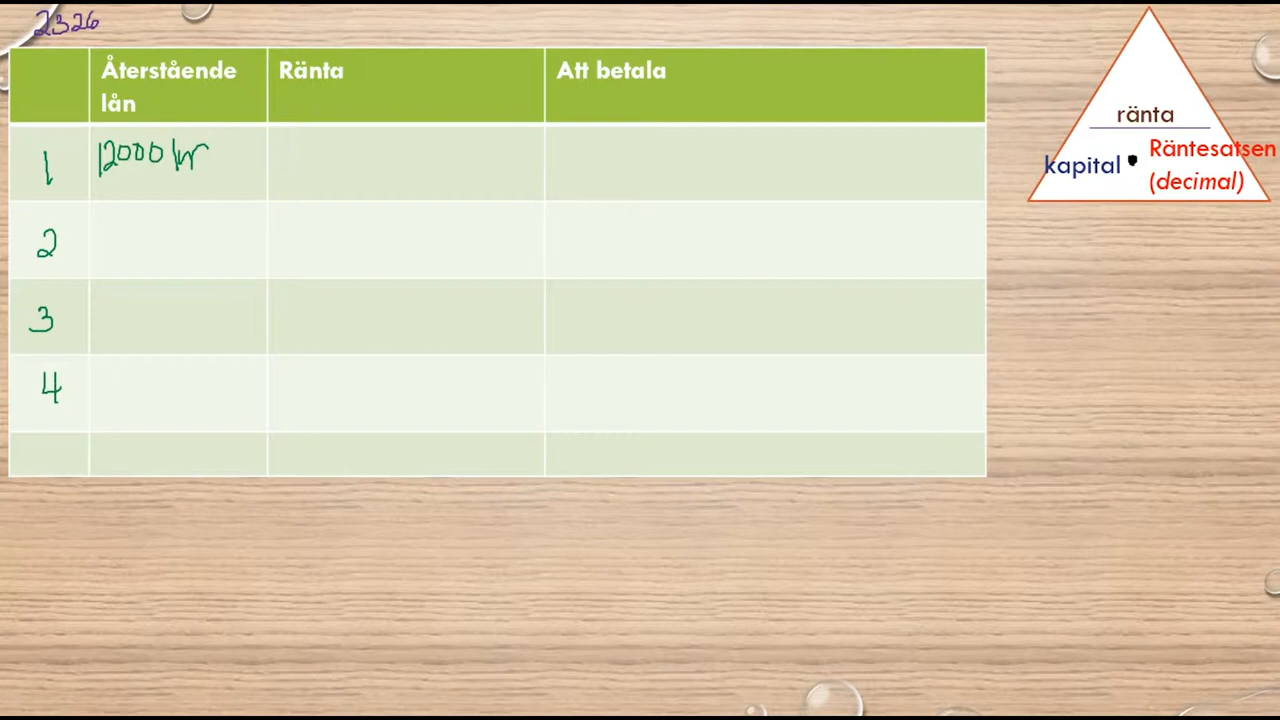 2326
Återstående lån
Ränta
Att betala
1
12000 kr
2
3
4
ränta
kapital • Räntesatsen
(decimal)